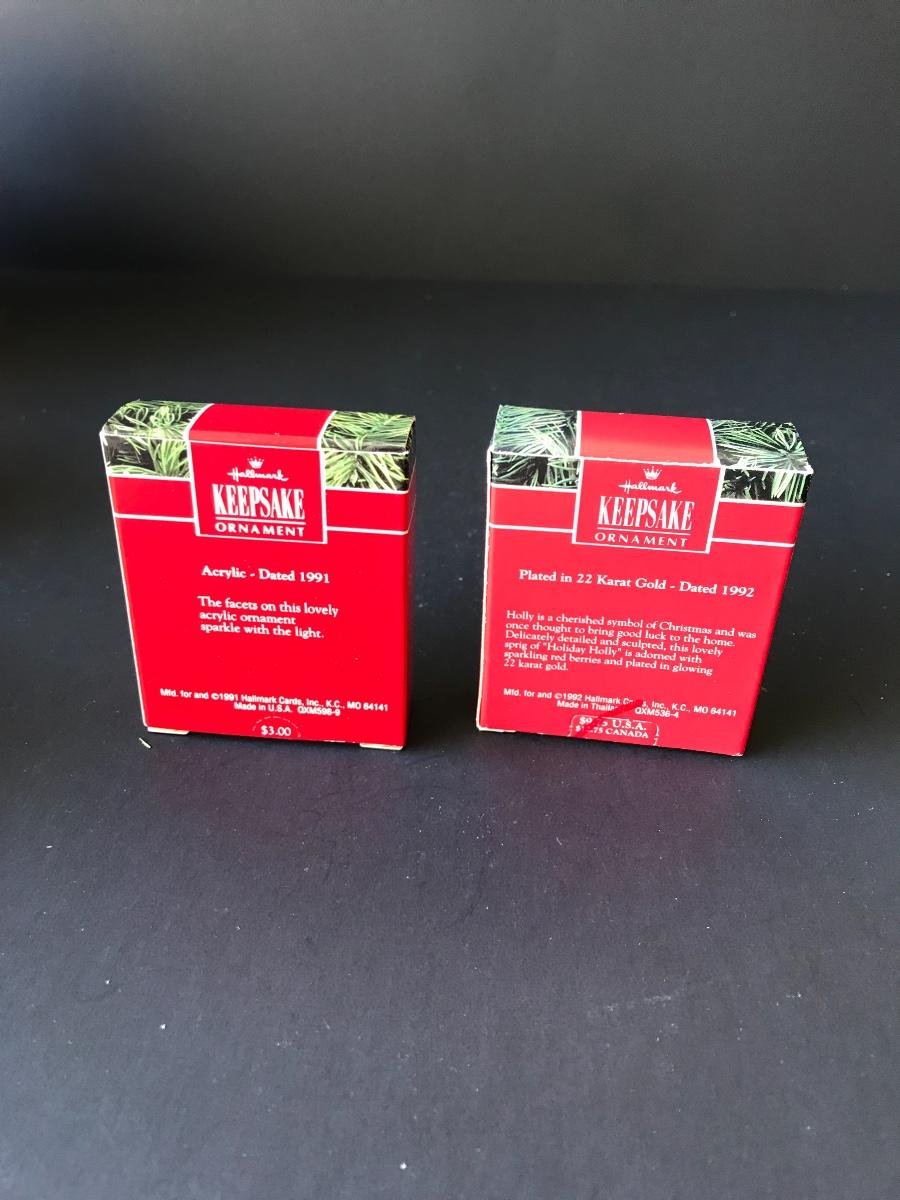 Hallmark
KEEPSAKE
ORNAMENT
Acrylic - Dated 1991
The facets on this lovely
acrylic ornament
sparkle with the light.
Mfd. for and ©1991 Hallmark Cards, Inc., K.C., MO 64141
Made in U.S.A. QXM598-9
$3.00
Hallmark
KEEPSAKE
ORNAMENT
Plated in 22 Karat Gold - Dated 1992
Holly is a cherished symbol of Christmas and was
once thought to bring good luck to the home.
Delicately detailed and sculpted, this lovely
sprig of "Holiday Holly" is adorned with
sparkling red berries and plated in glowing
22 karat gold.
Mfd. for and ©1992 Hallmark Cards, Inc., K.C., MO 64141
Made in QXM536-4
U.S.A.
CANADA